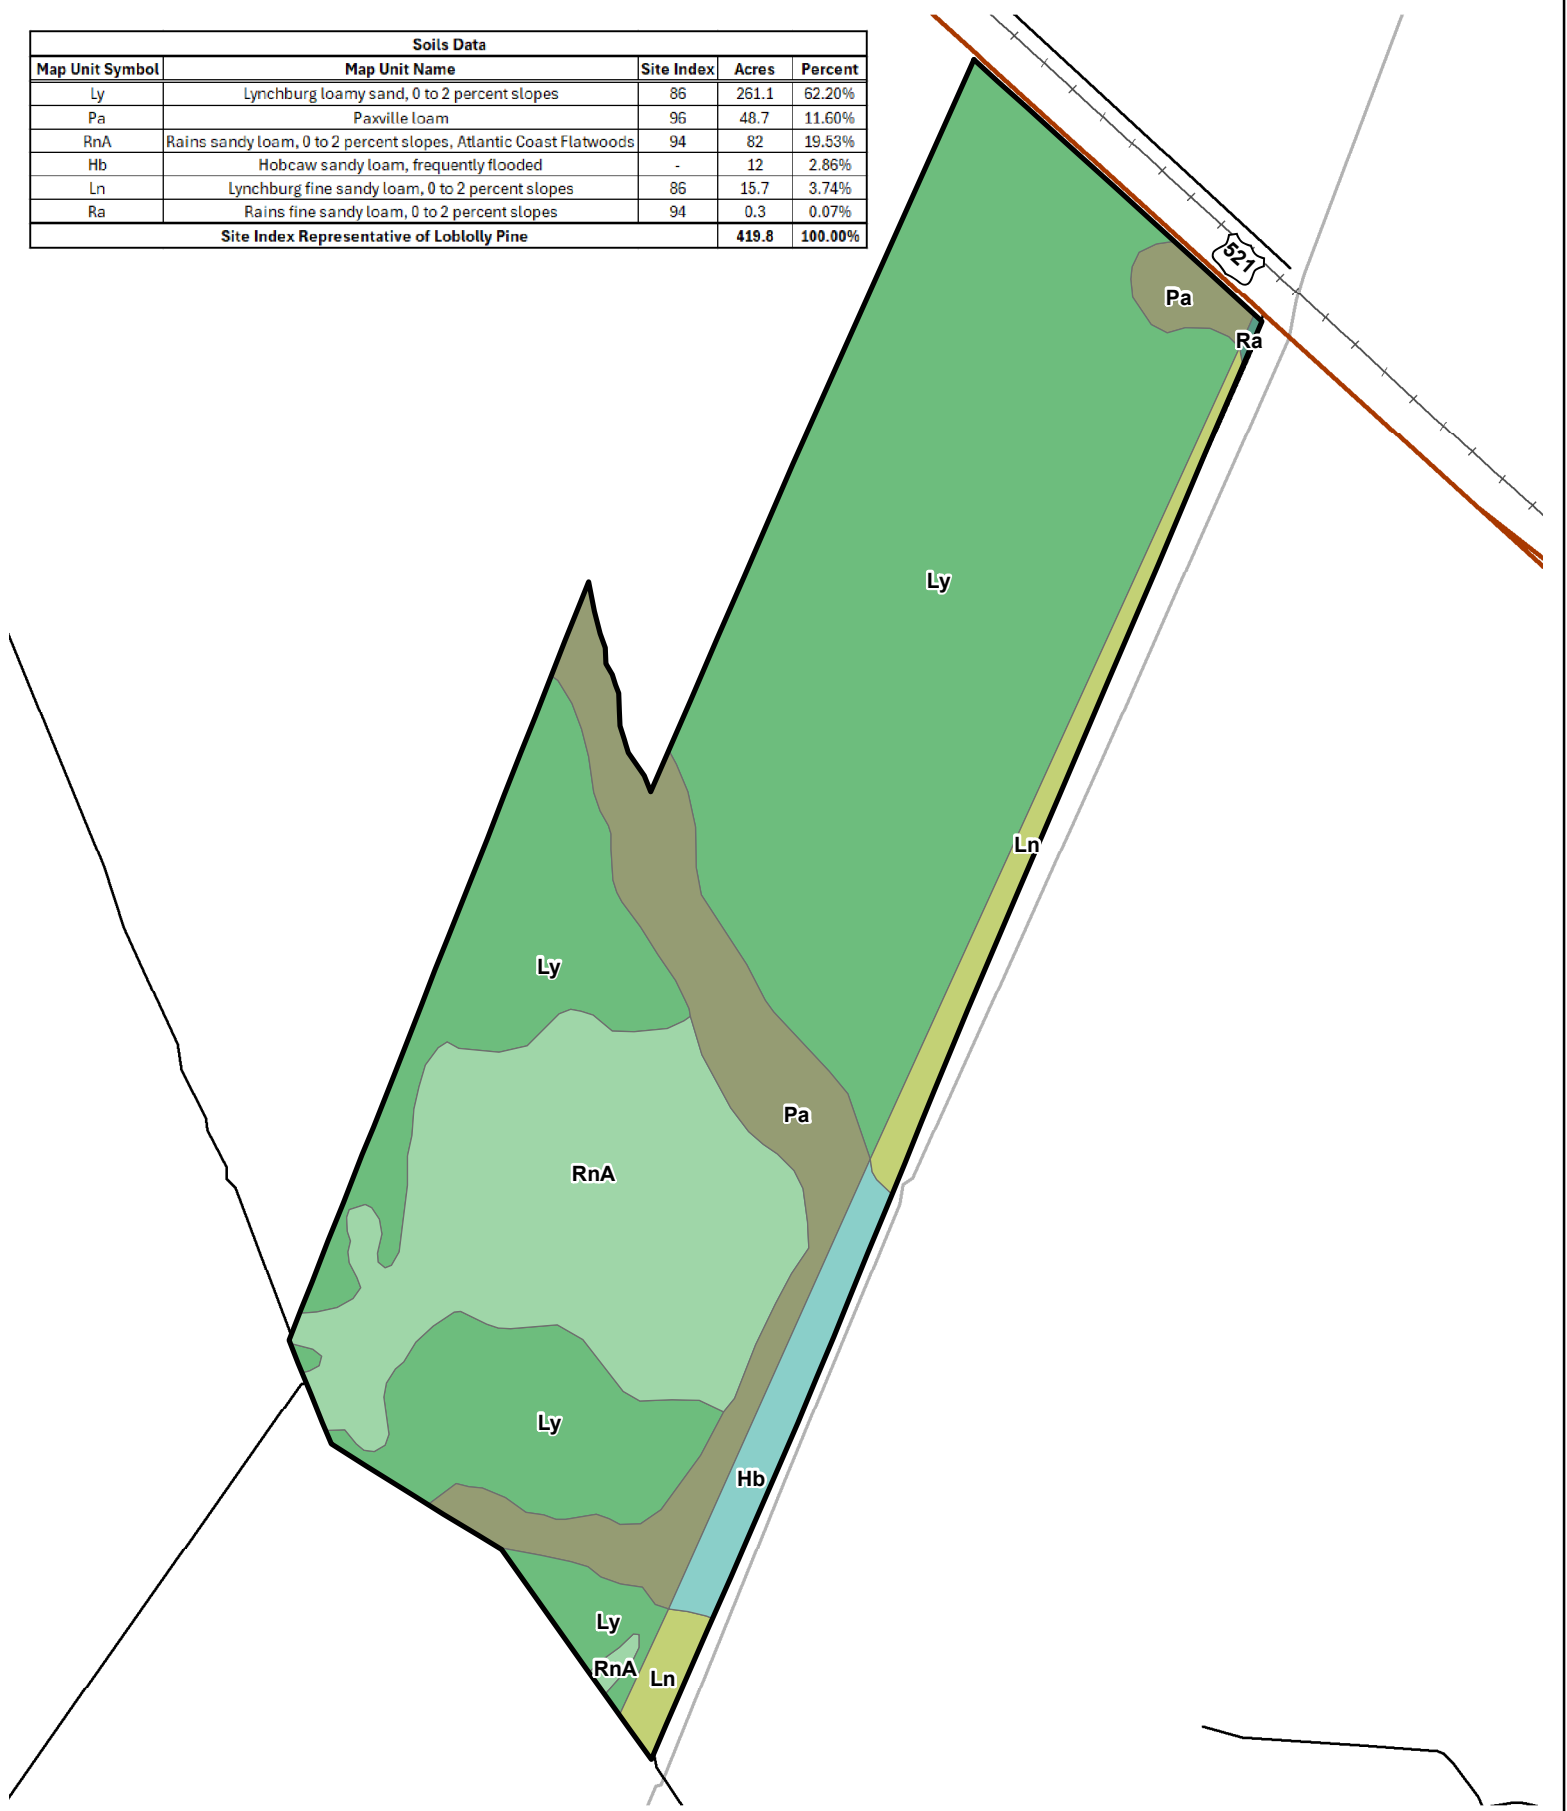 Soils Data
Map Unit Symbol Map Unit Name Site Index Acres Percent
Ly Lynchburg loamy sand, 0 to 2 percent slopes 86 261.1 62.20%
Pa Paxville loam 96 48.7 11.60%
RnA Rains sandy loam, 0 to 2 percent slopes, Atlantic Coast Flatwoods 94 82 19.53%
Hb Hobcaw sandy loam, frequently flooded - 12 2.86%
Ln Lynchburg fine sandy loam, 0 to 2 percent slopes 86 15.7 3.74%
Ra Rains fine sandy loam, 0 to 2 percent slopes 94 0.3 0.07%
Site Index Representative of Loblolly Pine 419.8 100.00%
521
Pa
Ra
Ly
Ln
Ly
Pa
RnA
Ly
Hb
Ly
RnA
Ln